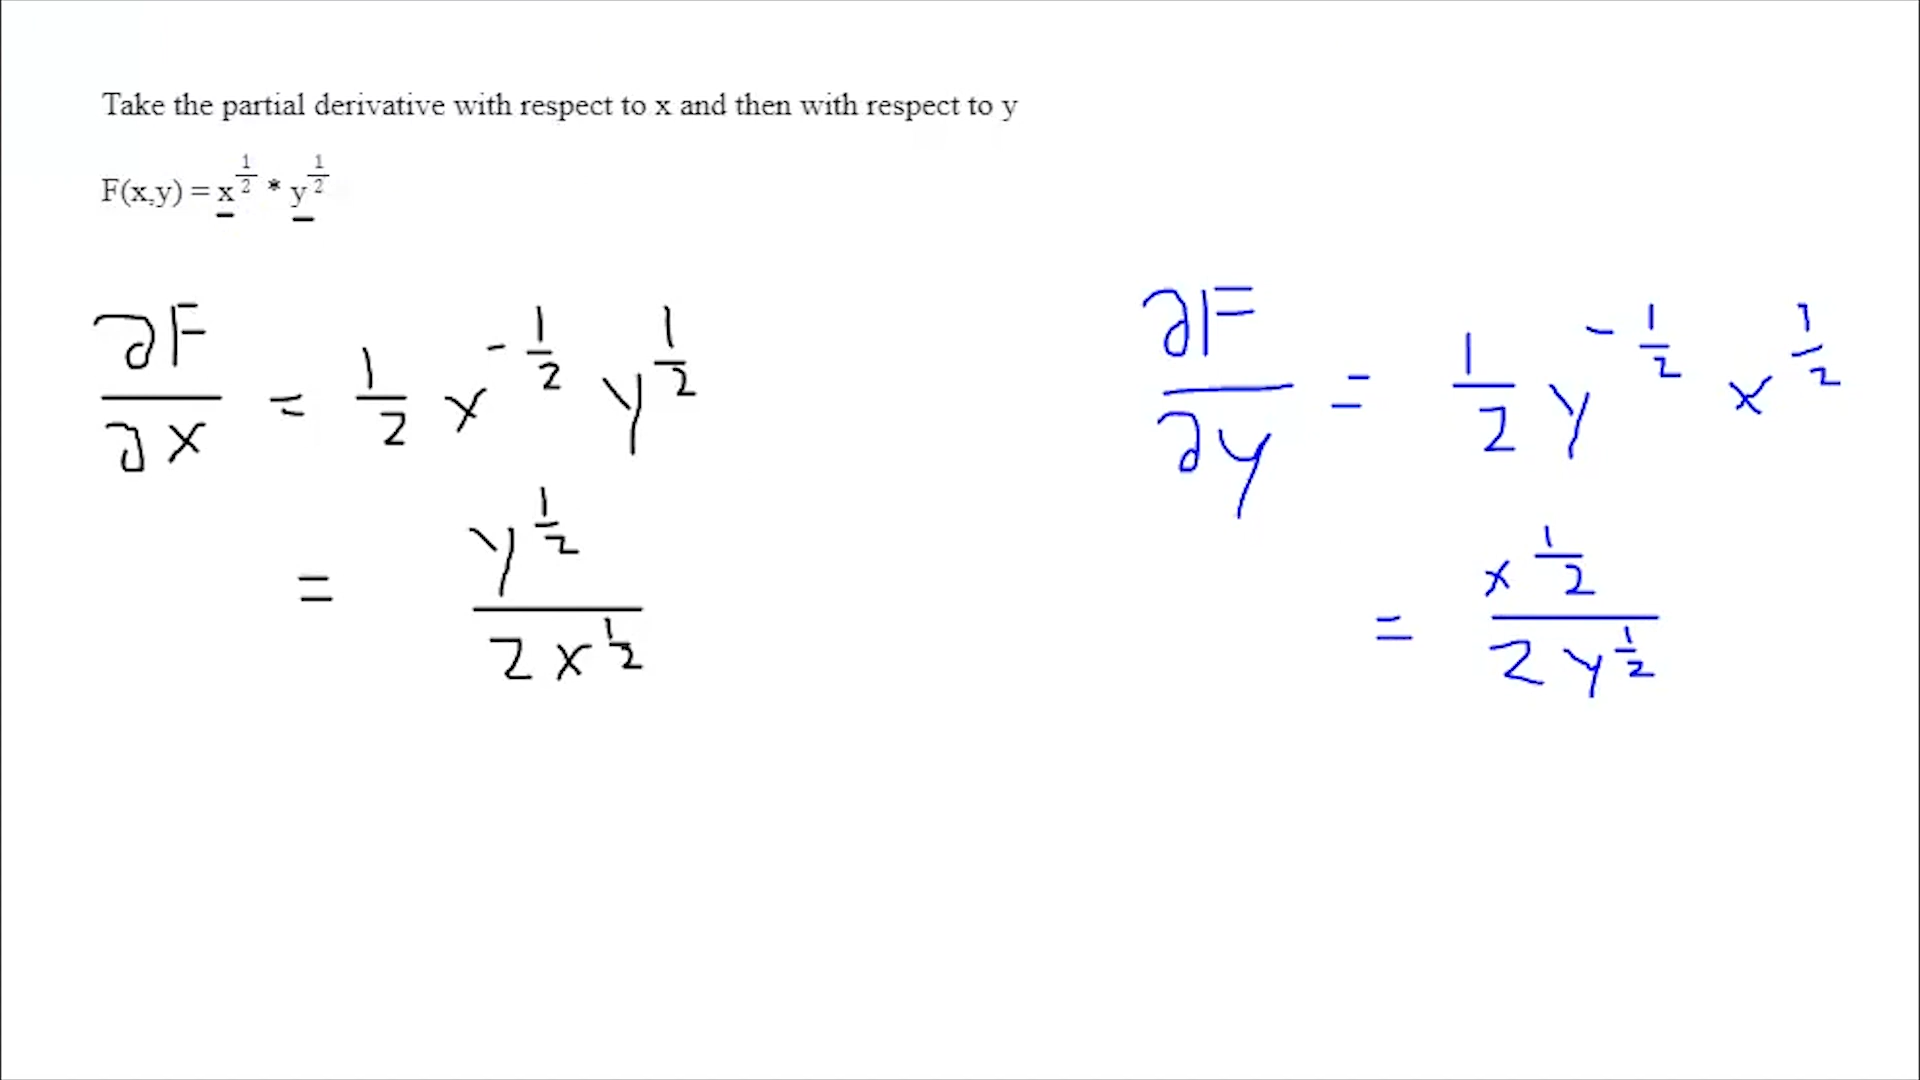 Take the partial derivative with respect to x and then with respect to y
F(x,y) = x^{1/2} * y^{1/2}
∂F/∂x = 1/2 x^{-1/2} y^{1/2}
= y^{1/2} / 2x^{1/2}
∂F/∂y = 1/2 y^{-1/2} x^{1/2}
= x^{1/2} / 2y^{1/2}